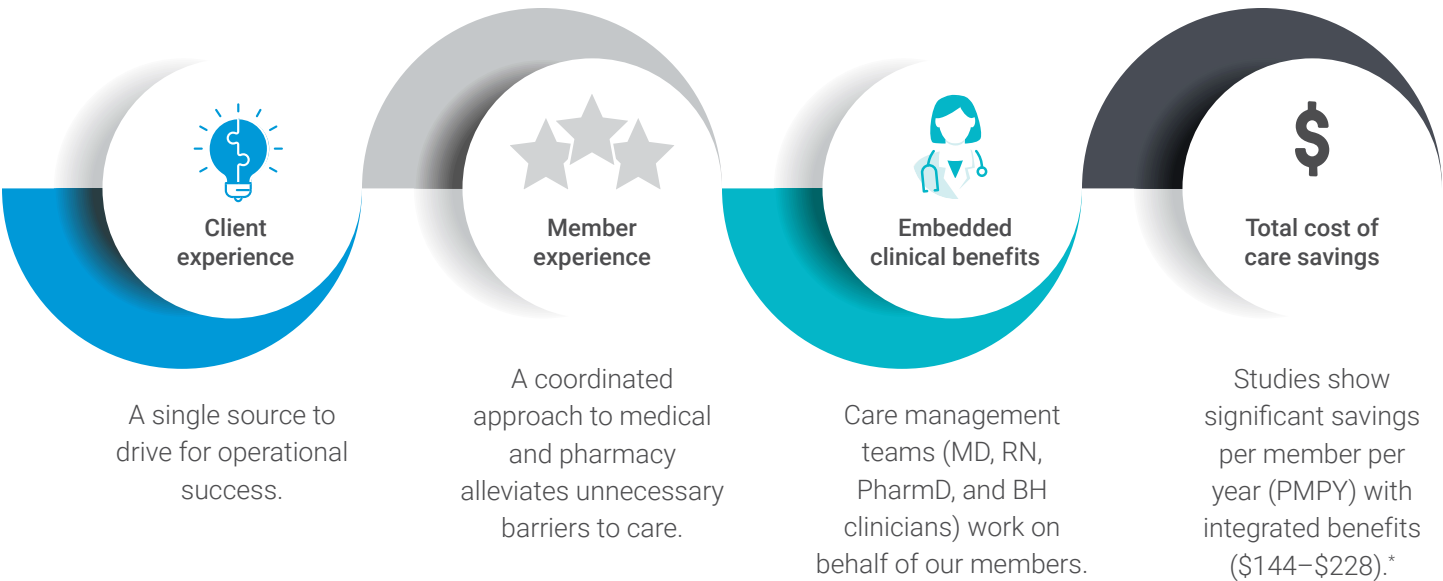 Client
experience
A single source to
drive for operational
success.
Member
experience
A coordinated
approach to medical
and pharmacy
alleviates unnecessary
barriers to care.
Embedded
clinical benefits
Care management
teams (MD, RN,
PharmD, and BH
clinicians) work on
behalf of our members.
$
Total cost of
care savings
Studies show
significant savings
per member per
year (PMPY) with
integrated benefits
($144–$228).*